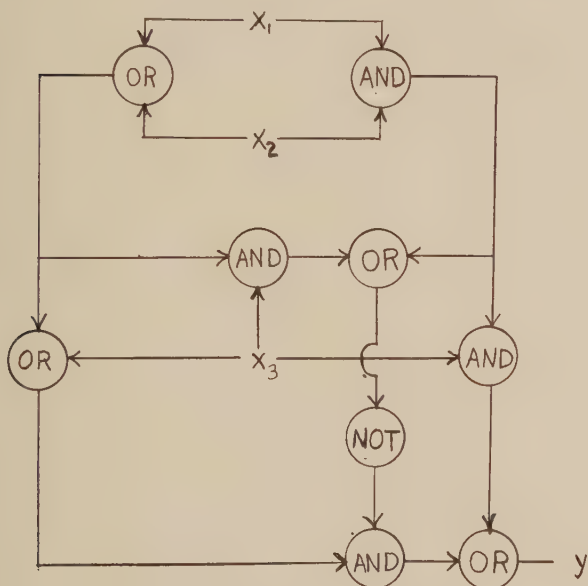 X₁
OR AND
X₂
AND OR
OR X₃ AND
NOT
AND OR y